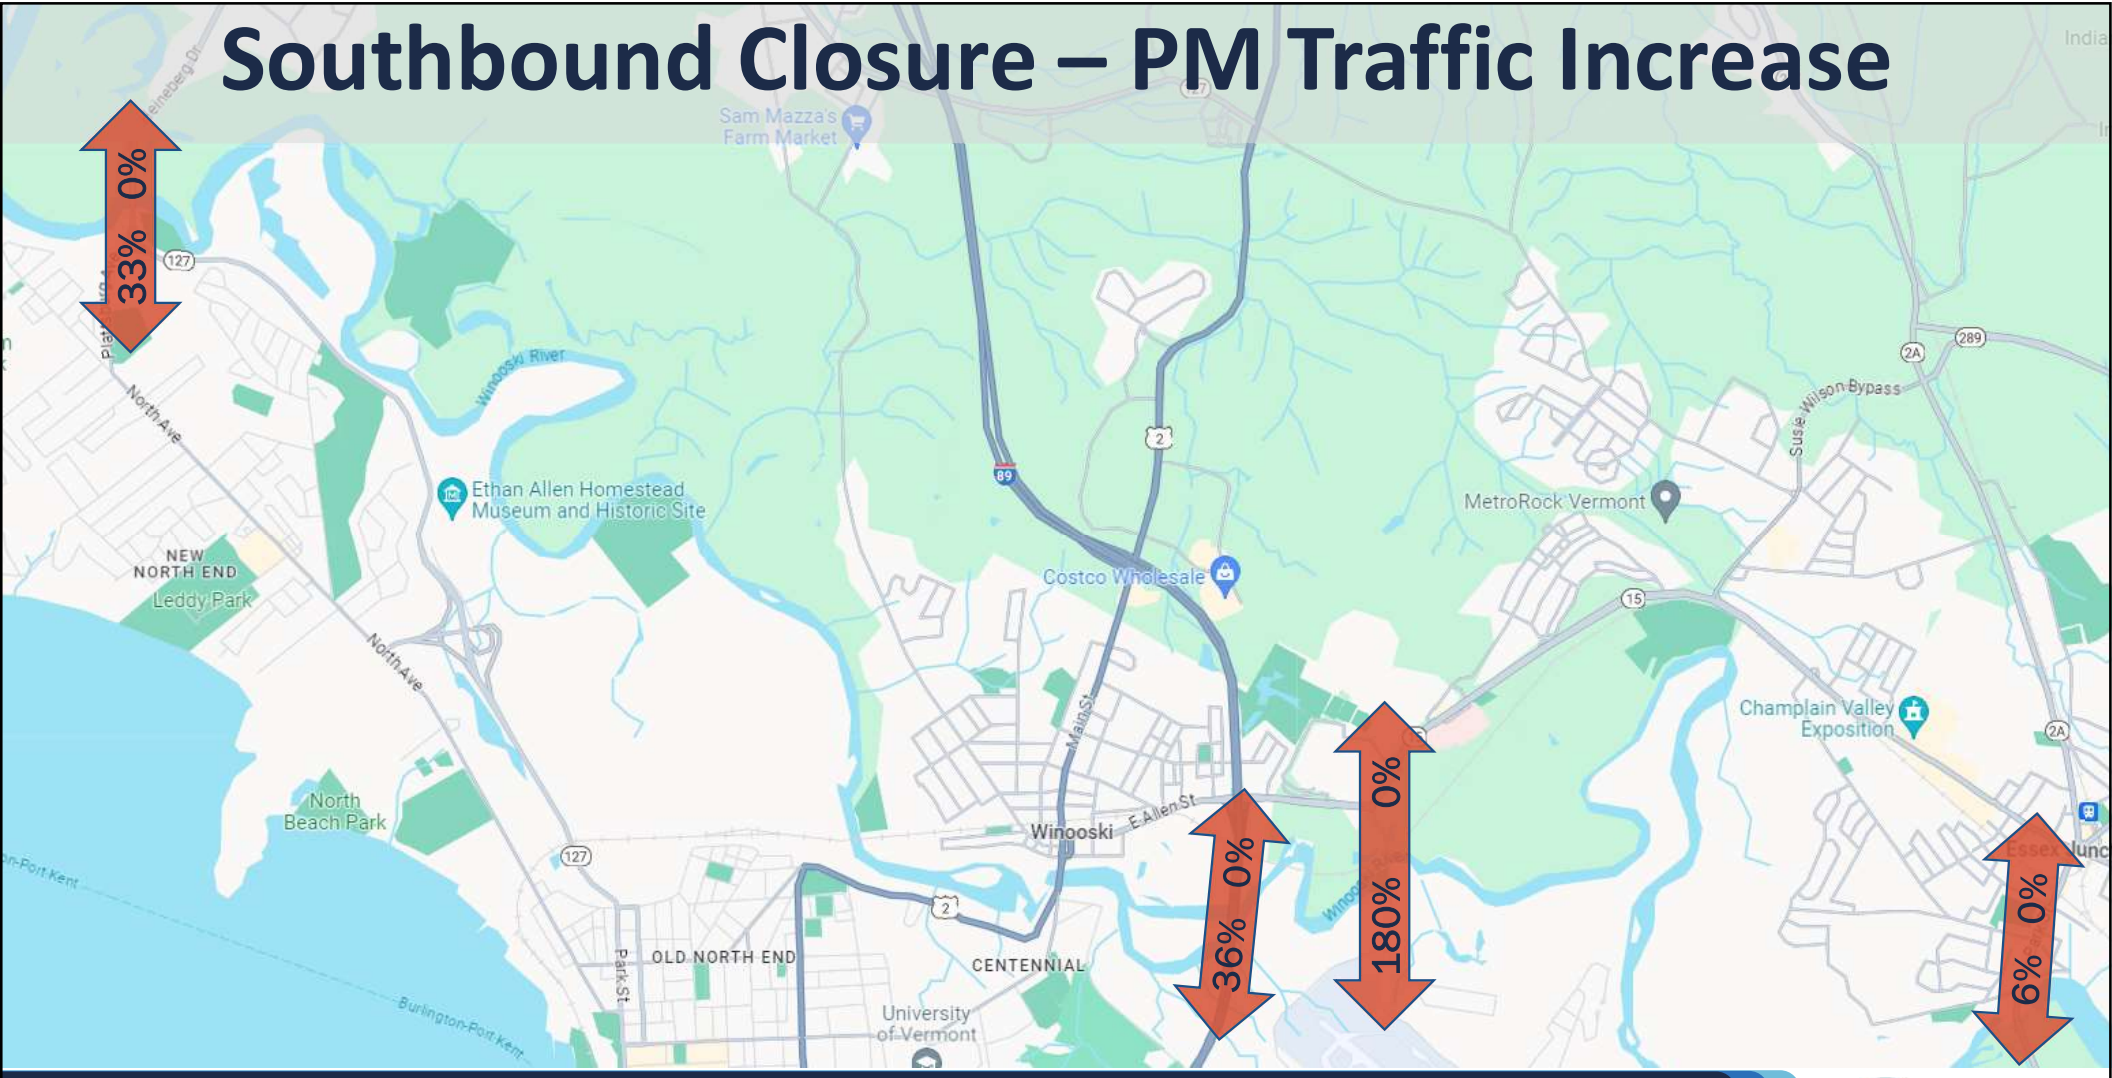 Southbound Closure – PM Traffic Increase
India
127
Sam Mazza's
Farm Market
33% 0%
127
289
2A
Winooski River
Susie Wilson Bypass
North Ave
2
89
Ethan Allen Homestead
Museum and Historic Site
MetroRock Vermont
NEW
NORTH END
Leddy Park
Costco Wholesale
15
North Ave
Main St
Champlain Valley
Exposition
15
2A
North
Beach Park
E Allen St
Winooski
127
36% 0%
180% 0%
6% 0%
2
Park St
OLD NORTH END
CENTENNIAL
University
of Vermont
Burlington-Port Kent